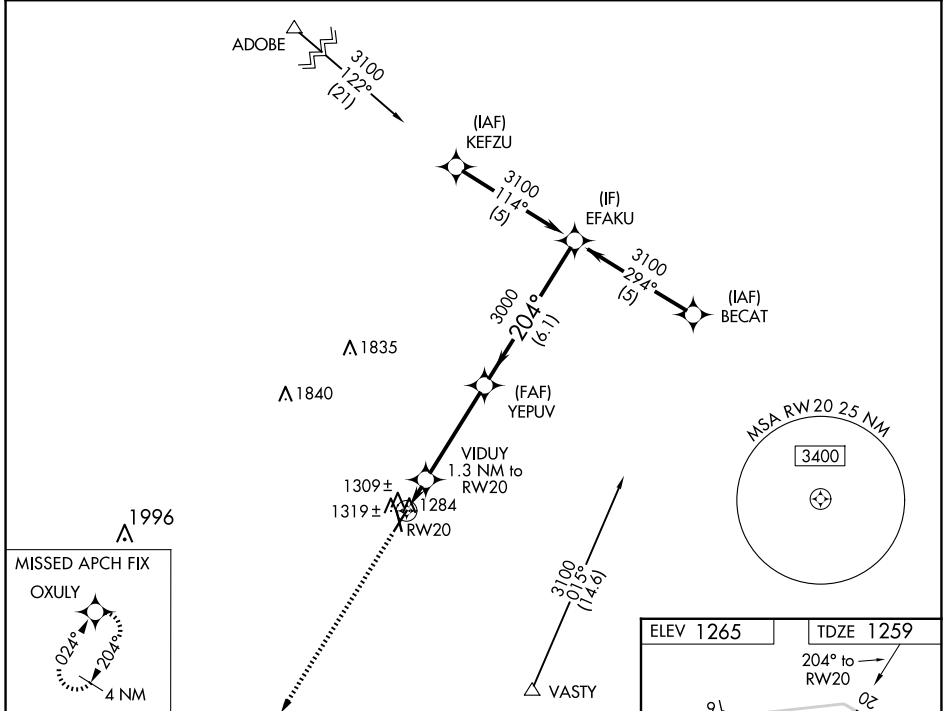 ADOBE
3100
122°
(21)
(IAF)
KEFZU
3100
114°
(5)
(IF)
EFAKU
3100
294°
(5)
(IAF)
BECAT
3000
204°
(6.1)
1835
1840
(FAF)
YEPUV
VIDUY
1.3 NM to
RW20
1309 ±
1319 ±
1284
RW20
MSA RW20 25 NM
3400
1996
MISSED APCH FIX
OXULY
024°
204°
4 NM
3100
015°
(14.6)
VASTY
ELEV 1265
TDZE 1259
204° to
RW20
20